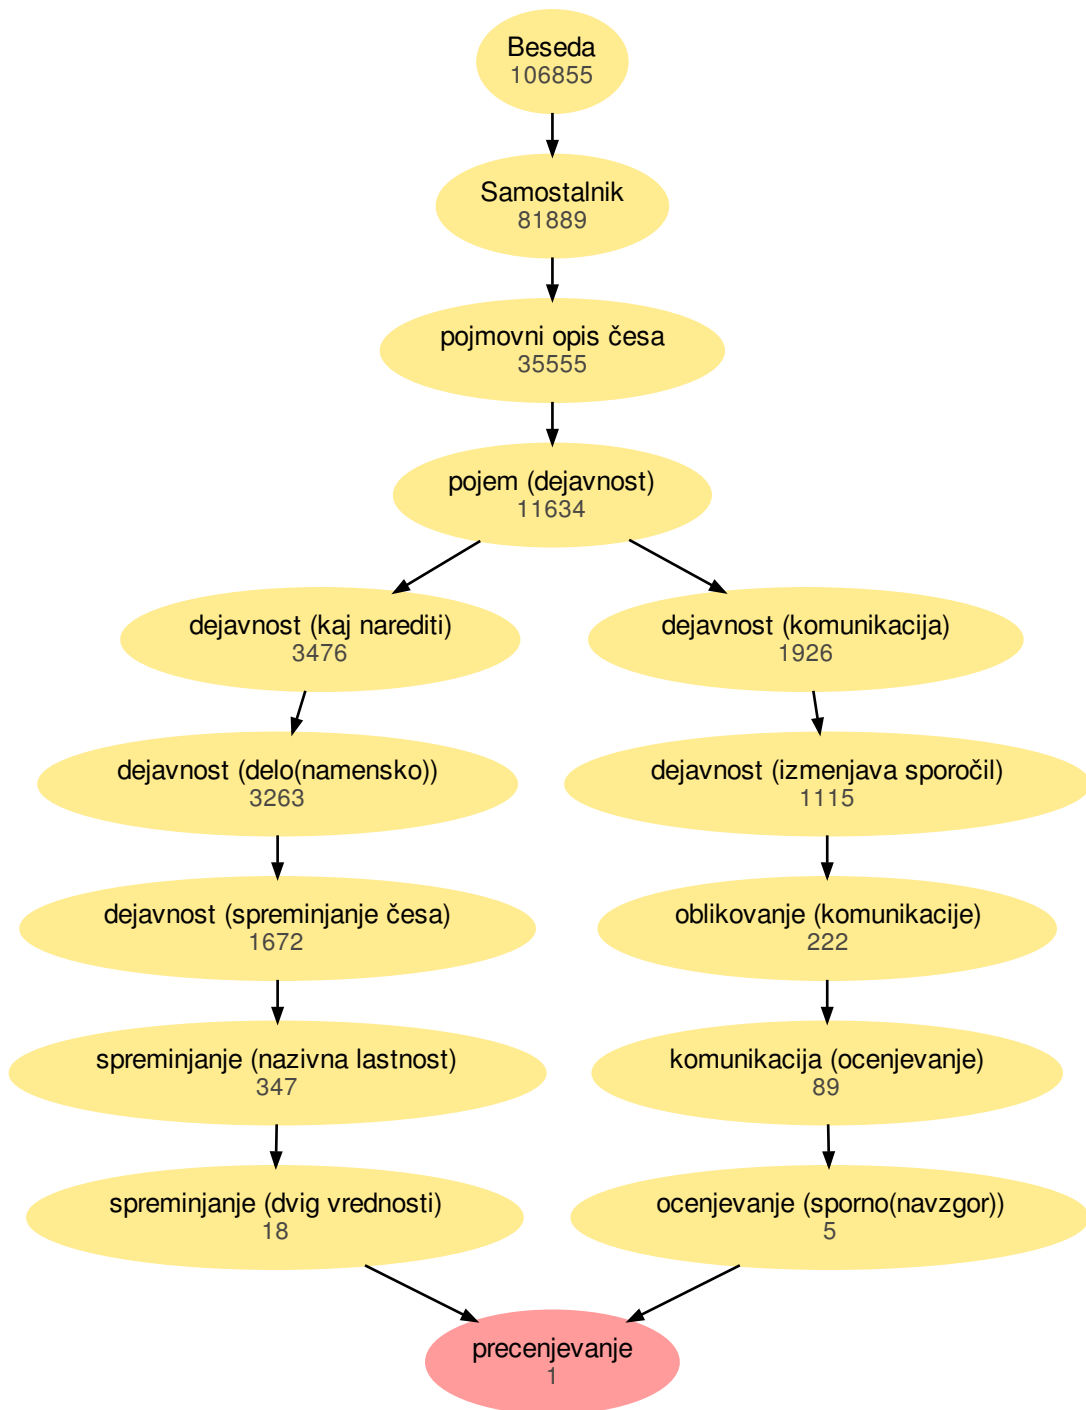 Beseda
106855
Samostalnik
81889
pojmovni opis česa
35555
pojem (dejavnost)
11634
dejavnost (kaj narediti)
3476
dejavnost (komunikacija)
1926
dejavnost (delo(namensko))
3263
dejavnost (izmenjava sporočil)
1115
dejavnost (spreminjanje česa)
1672
oblikovanje (komunikacije)
222
spreminjanje (nazivna lastnost)
347
komunikacija (ocenjevanje)
89
spreminjanje (dvig vrednosti)
18
ocenjevanje (sporno(navzgor))
5
precenjevanje
1